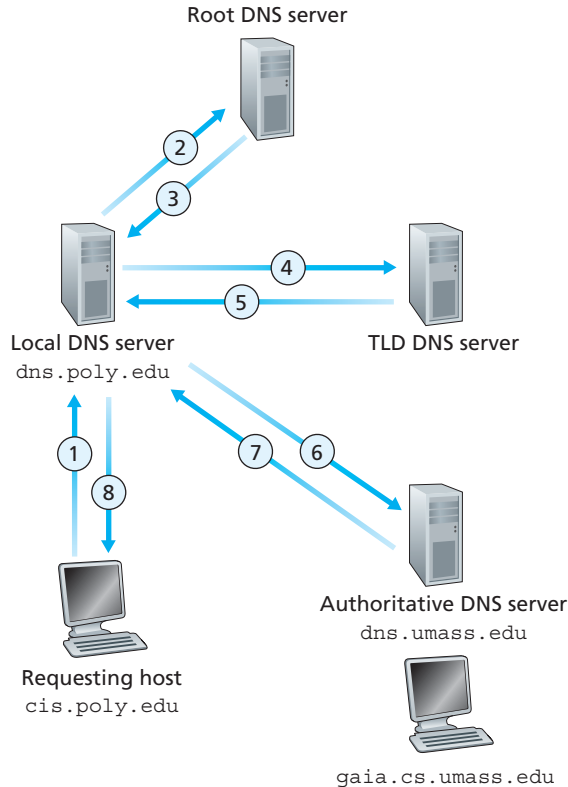 Root DNS server
2
3
4
5
Local DNS server
dns.poly.edu
TLD DNS server
1
8
7
6
Authoritative DNS server
dns.umass.edu
Requesting host
cis.poly.edu
gaia.cs.umass.edu